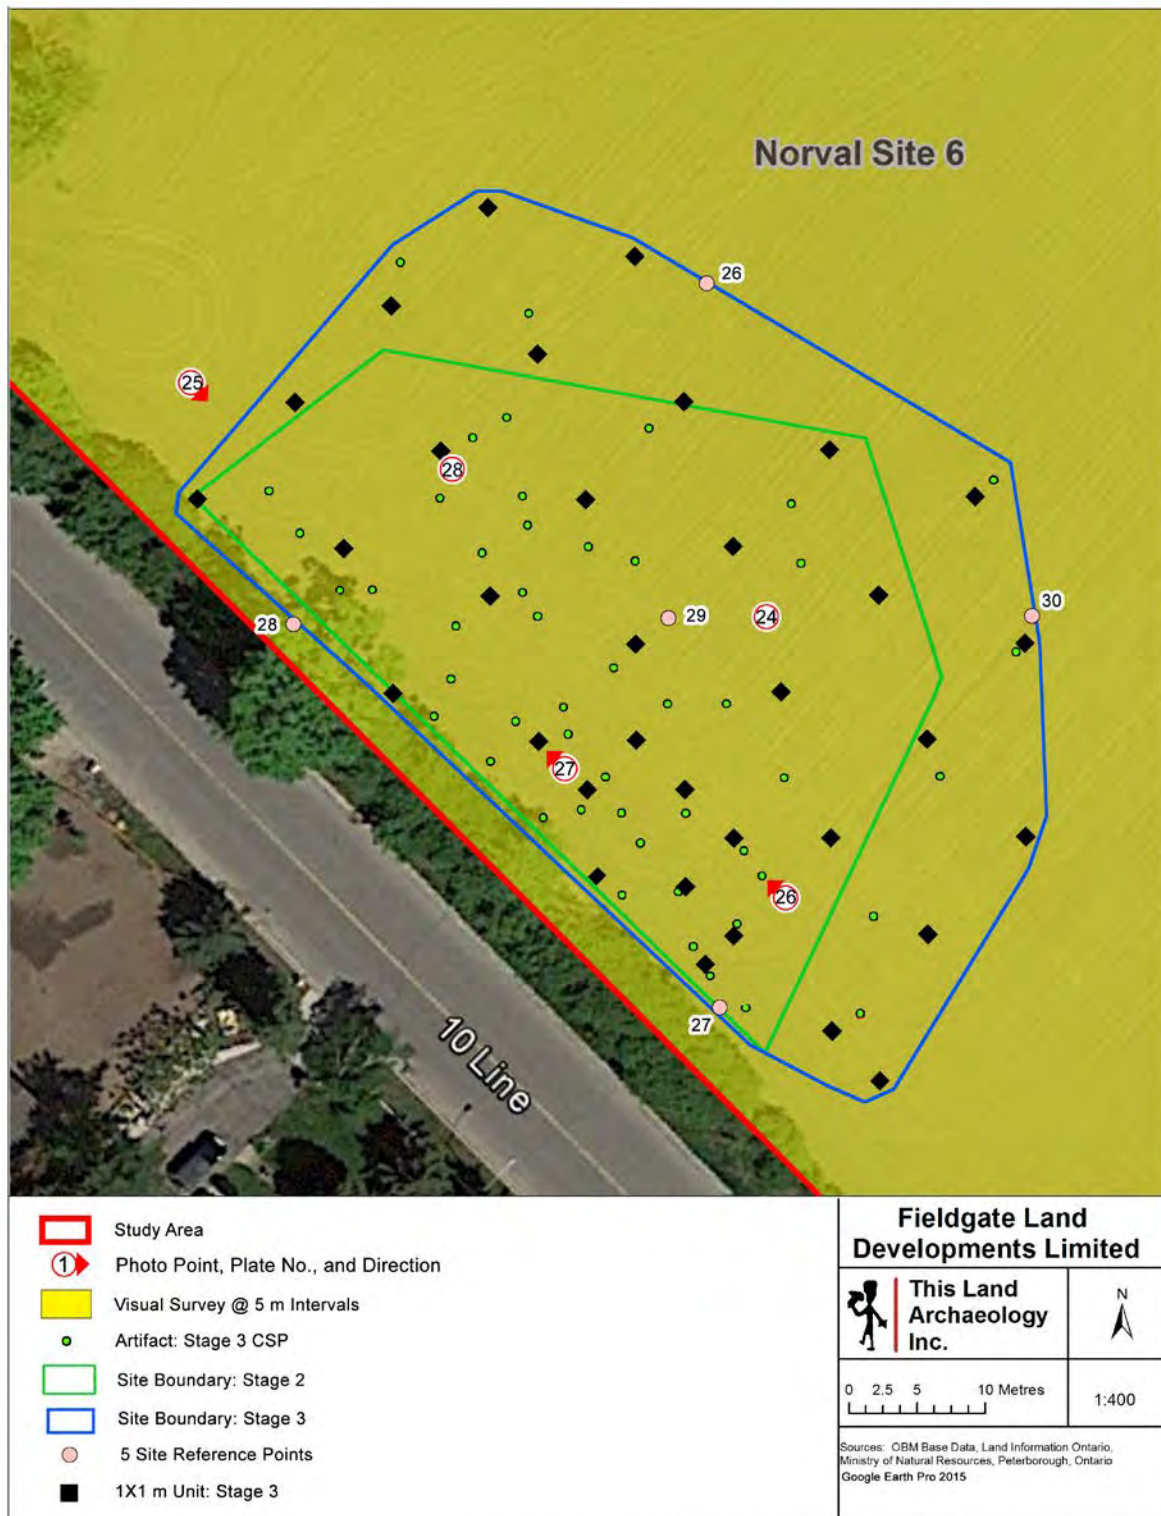 Norval Site 6
26
25
28
30
29
24
28
27
26
27
10 Line
Study Area
1
Photo Point, Plate No., and Direction
Visual Survey @ 5 m Intervals
Artifact: Stage 3 CSP
Site Boundary: Stage 2
Site Boundary: Stage 3
5 Site Reference Points
1X1 m Unit: Stage 3
Fieldgate Land
Developments Limited
This Land
Archaeology
Inc.
N
0 2.5 5 10 Metres
1:400
Sources: OBM Base Data, Land Information Ontario,
Ministry of Natural Resources, Peterborough, Ontario
Google Earth Pro 2015